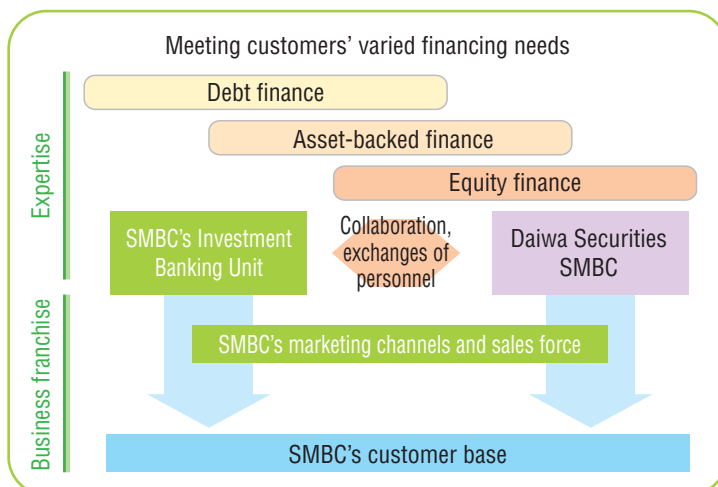 Meeting customers’ varied financing needs
Debt finance
Asset-backed finance
Equity finance
Expertise
SMBC’s Investment
Banking Unit
Collaboration,
exchanges of
personnel
Daiwa Securities
SMBC
Business franchise
SMBC’s marketing channels and sales force
SMBC’s customer base